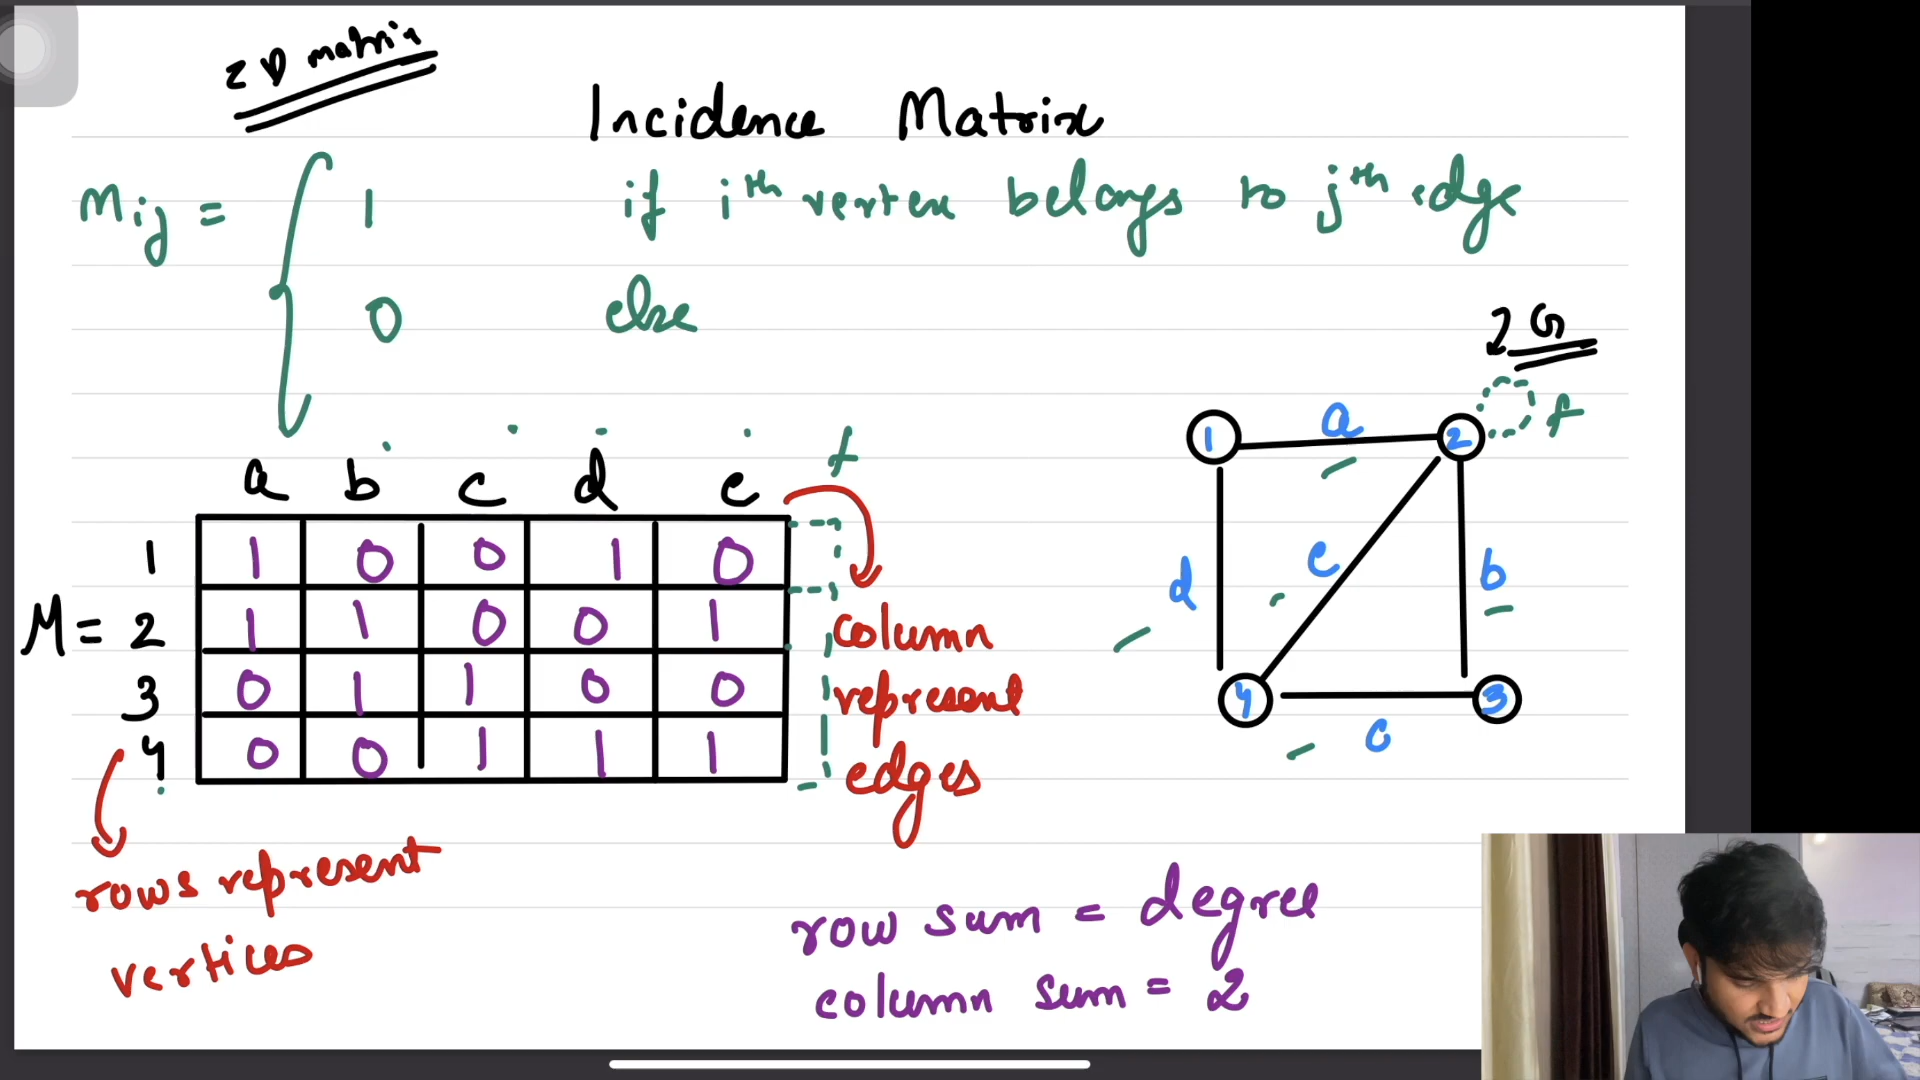 2D matrix
Incidence Matrix
Mij = { 1 if ith vertex belongs to jth edge
0 else
G
a b c d e f
1 1 0 0 1 0
M = 2 1 1 0 0 1
3 0 1 1 0 0
4 0 0 1 1 1
column
represent
edges
rows represent
vertices
1 a 2 f
d e b
4 c 3
row sum = degree
column sum = 2